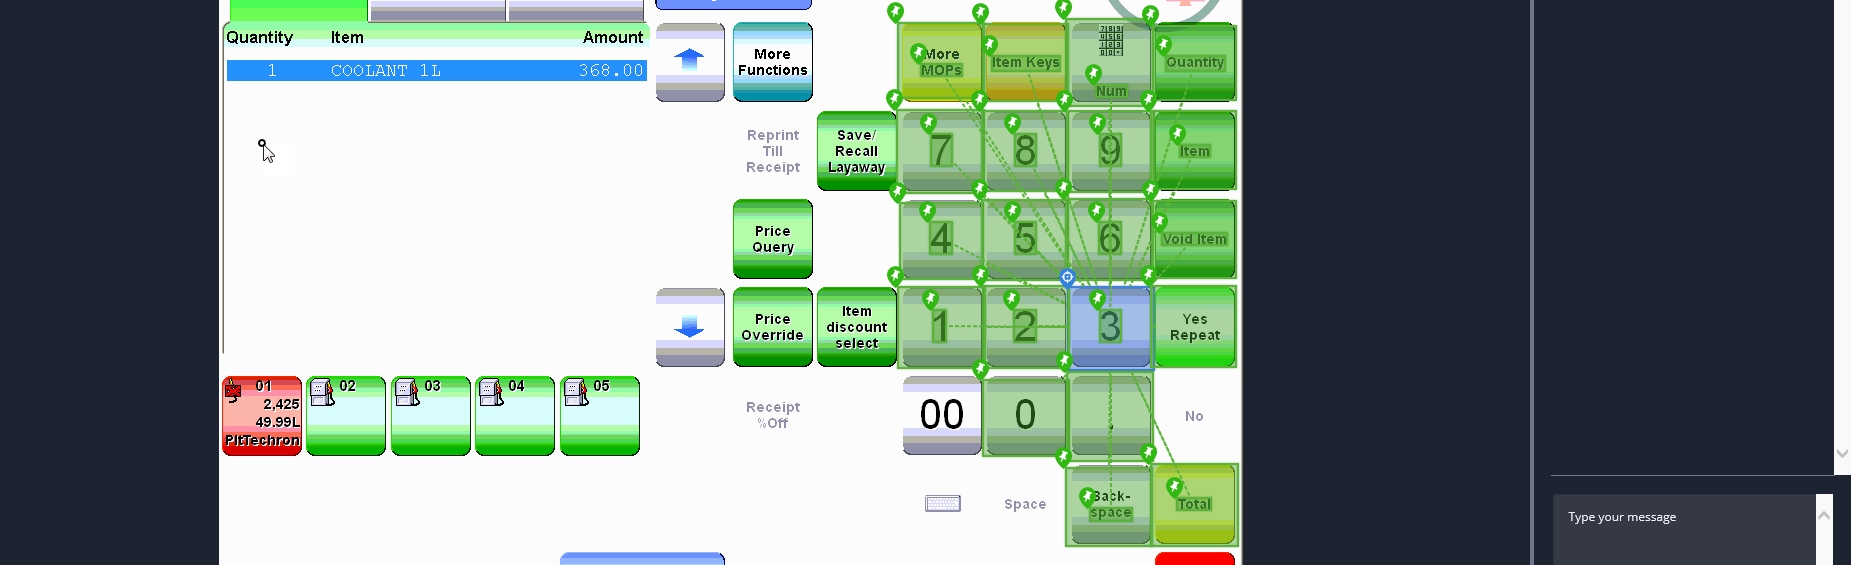 Quantity Item Amount
1 COOLANT 1L 368.00
More
Functions
More
MOPs
Item Keys
Num
Quantity
Reprint
Till
Receipt
Save/
Recall
Layaway
7
8
9
Item
Price
Query
4
5
6
Void Item
Price
Override
Item
discount
select
1
2
3
Yes
Repeat
01
2,425
49.99L
PltTechron
02
03
04
05
Receipt
%Off
00
0
.
No
Space
Back-
space
Total
Type your message